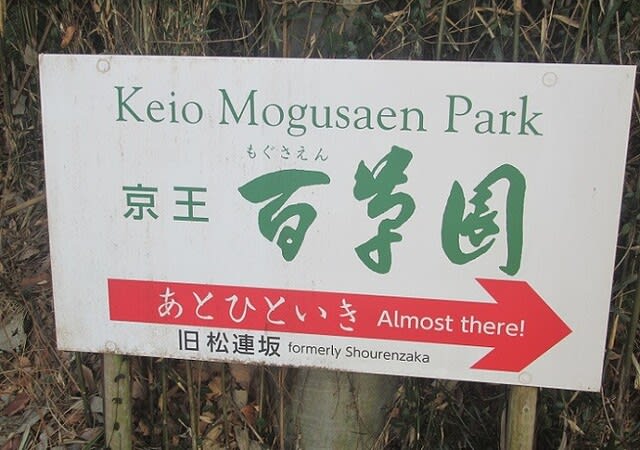 Keio Mogusaen Park
もぐさえん
京王 百草園
あとひといき Almost there!
旧松連坂 formerly Shourenzaka